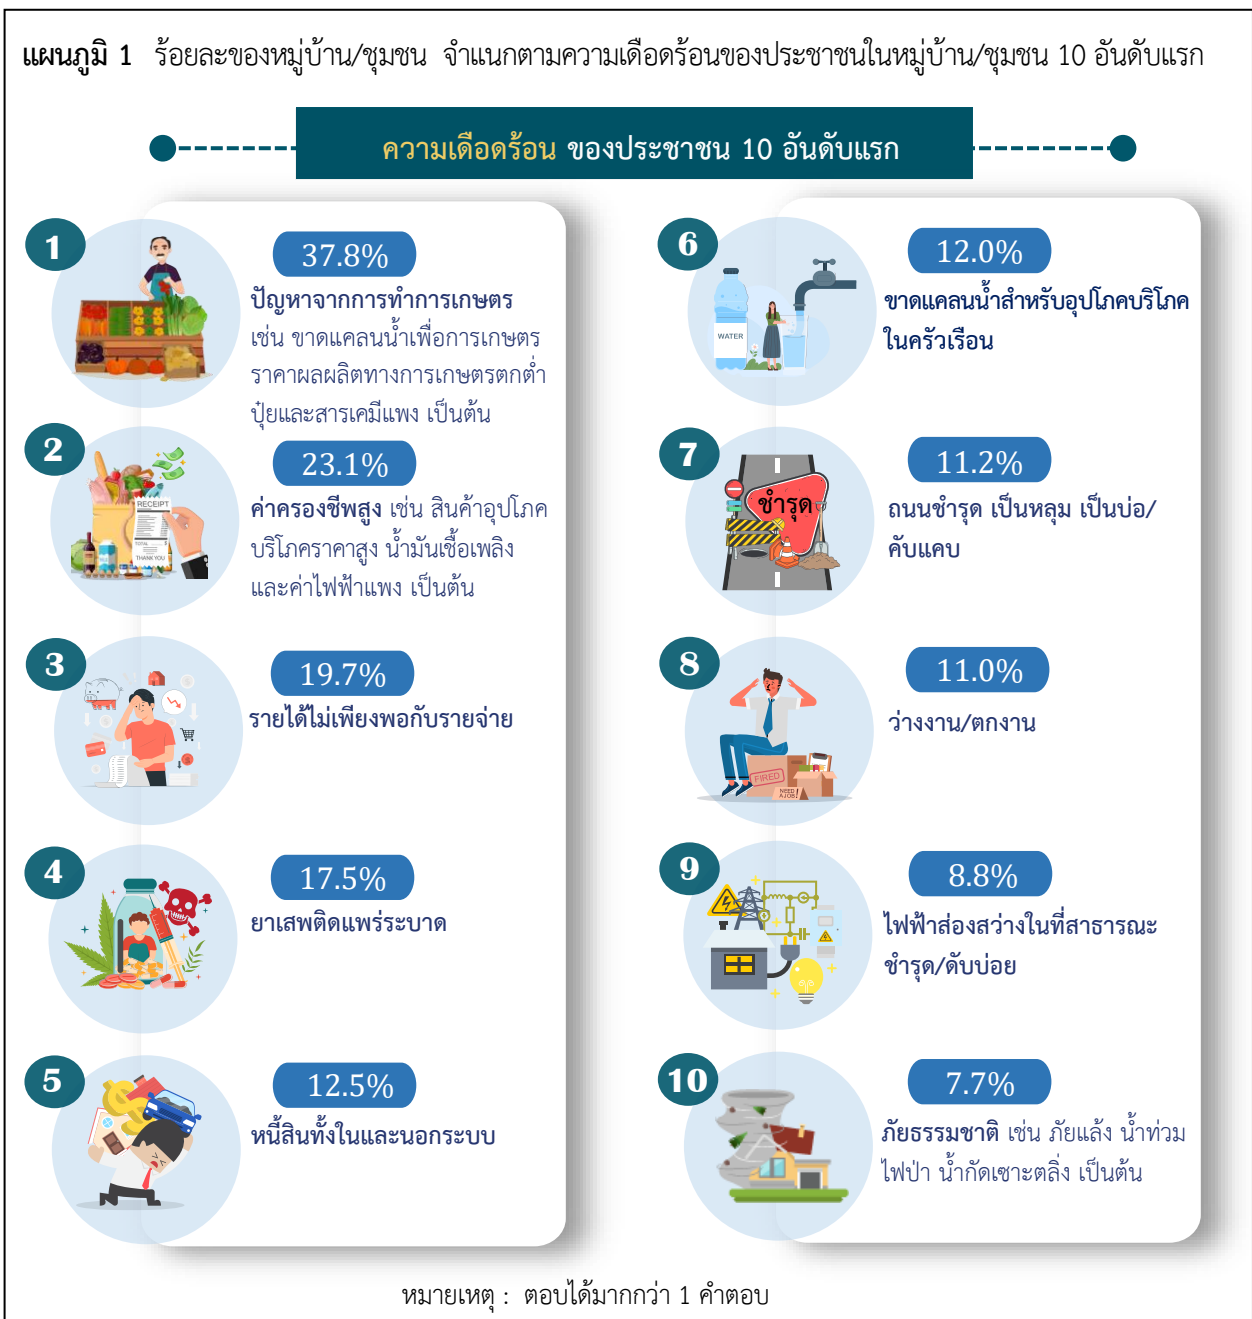 แผนภูมิ 1 ร้อยละของหมู่บ้าน/ชุมชน จำแนกตามความเดือดร้อนของประชาชนในหมู่บ้าน/ชุมชน 10 อันดับแรก
ความเดือดร้อน ของประชาชน 10 อันดับแรก
1
37.8%
ปัญหาจากการทำการเกษตร
เช่น ขาดแคลนน้ำเพื่อการเกษตร
ราคาผลผลิตทางการเกษตรตกต่ำ
ปุ๋ยและสารเคมีแพง เป็นต้น
2
RECEIPT
TOTAL $
THANK YOU
23.1%
ค่าครองชีพสูง เช่น สินค้าอุปโภค
บริโภคราคาสูง น้ำมันเชื้อเพลิง
และค่าไฟฟ้าแพง เป็นต้น
3
19.7%
รายได้ไม่เพียงพอกับรายจ่าย
4
17.5%
ยาเสพติดแพร่ระบาด
5
12.5%
หนี้สินทั้งในและนอกระบบ
6
WATER
12.0%
ขาดแคลนน้ำสำหรับอุปโภคบริโภค
ในครัวเรือน
7
ชำรุด
11.2%
ถนนชำรุด เป็นหลุม เป็นบ่อ/
คับแคบ
8
FIRED
NEED
A JOB!
11.0%
ว่างงาน/ตกงาน
9
8.8%
ไฟฟ้าส่องสว่างในที่สาธารณะ
ชำรุด/ดับบ่อย
10
7.7%
ภัยธรรมชาติ เช่น ภัยแล้ง น้ำท่วม
ไฟป่า น้ำกัดเซาะตลิ่ง เป็นต้น
หมายเหตุ : ตอบได้มากกว่า 1 คำตอบ